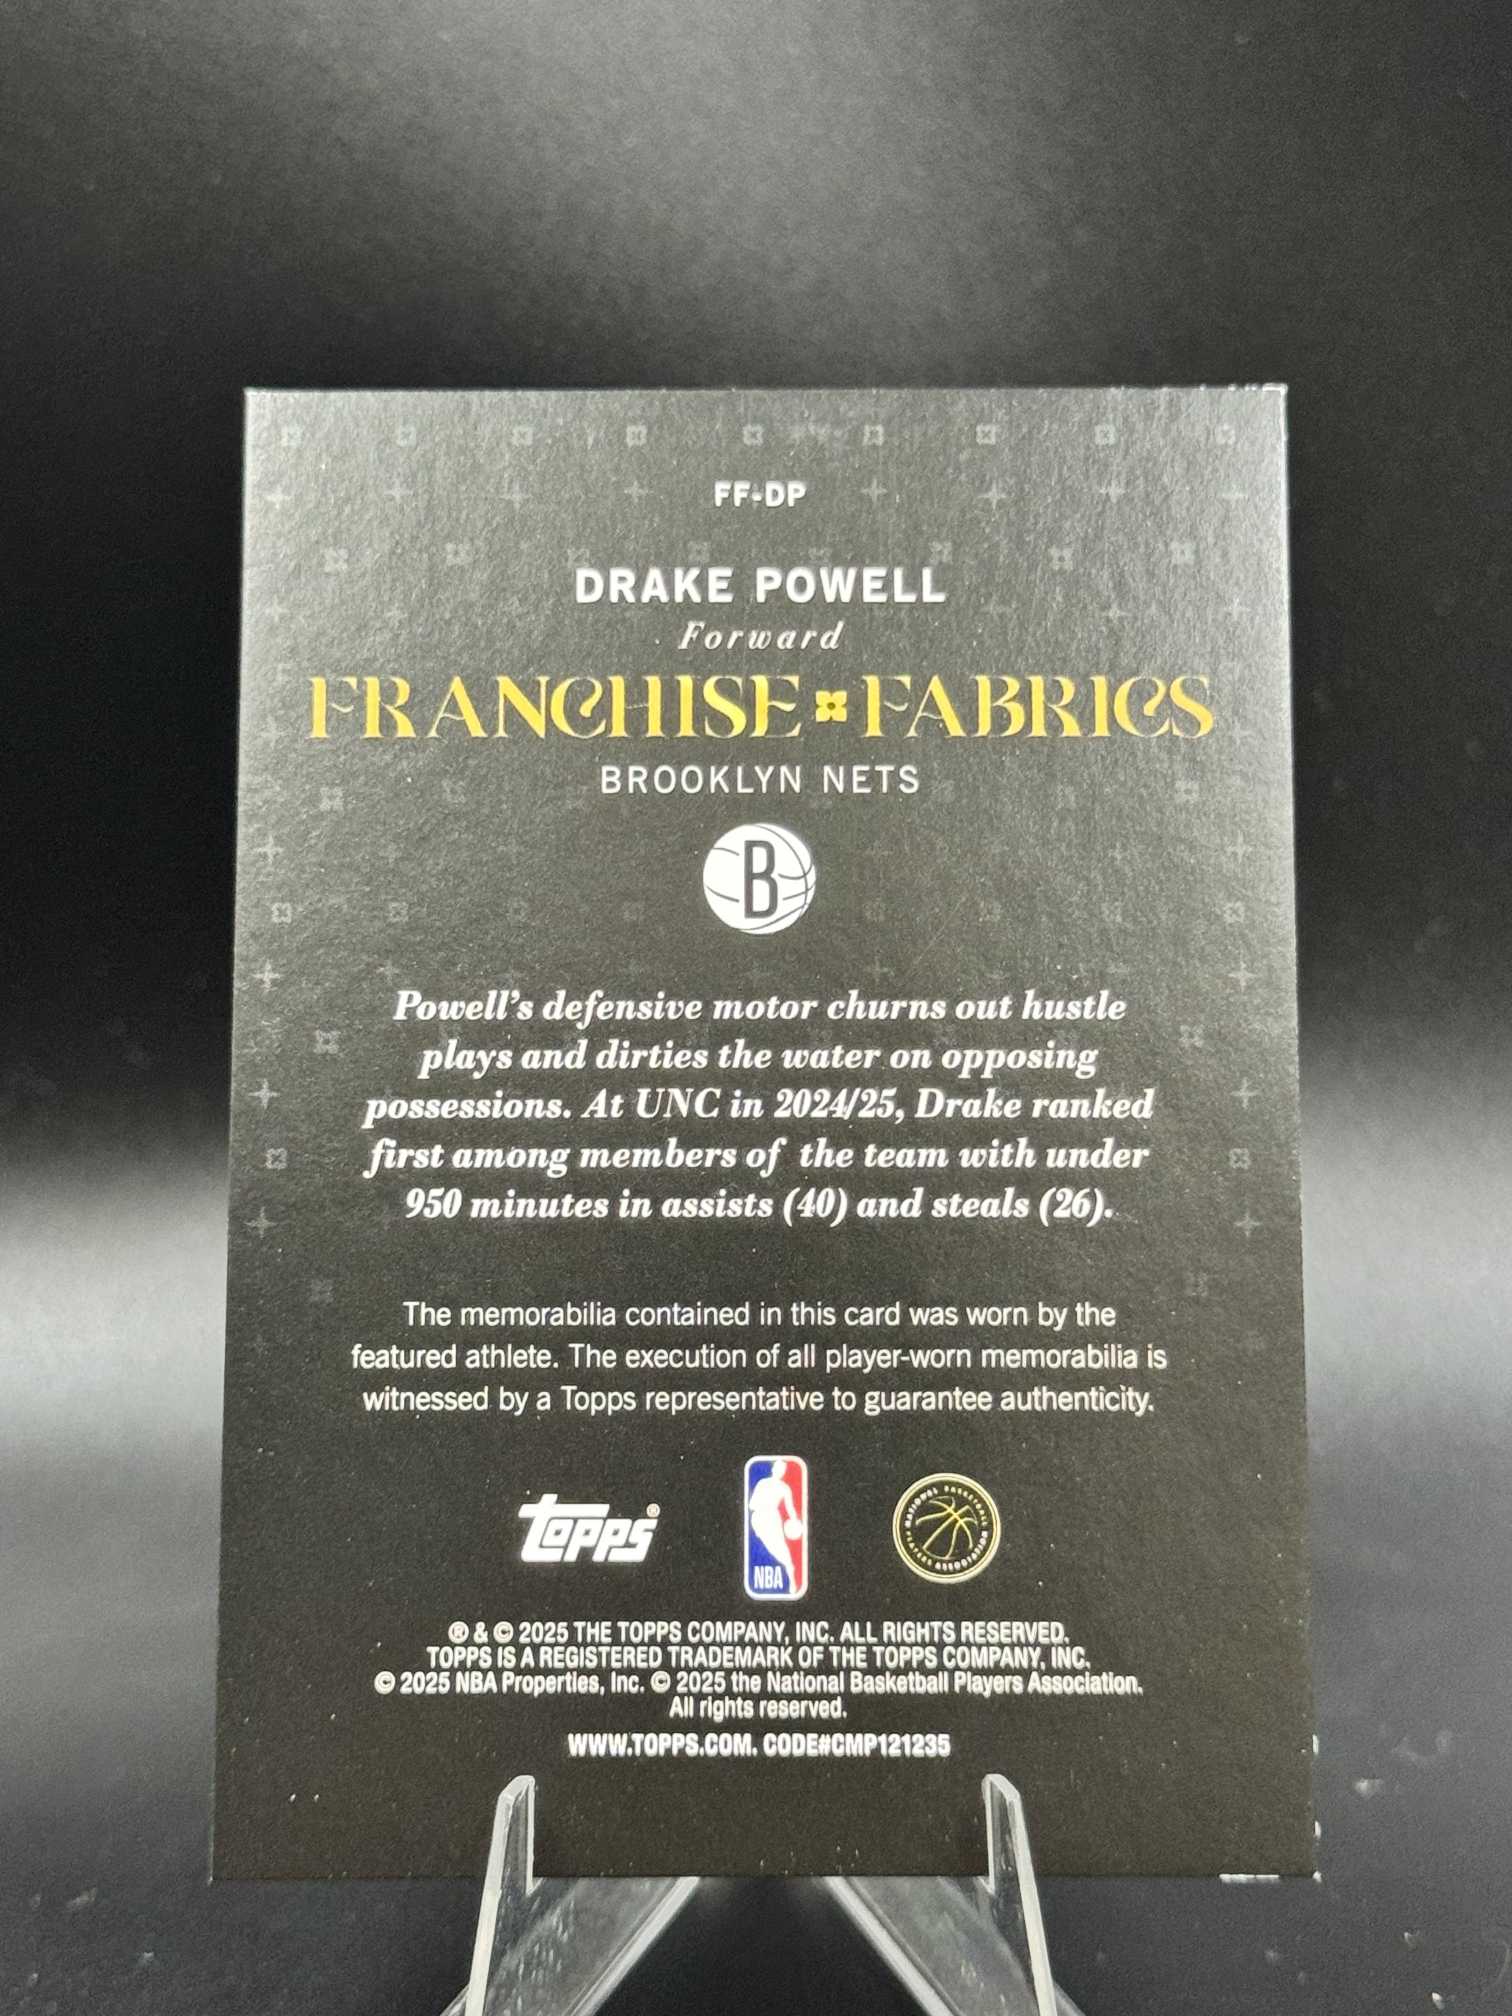 FF-DP
DRAKE POWELL
Forward
FRANCHISE FABRICS
BROOKLYN NETS
B
Powell's defensive motor churns out hustle
plays and dirties the water on opposing
possessions. At UNC in 2024/25, Drake ranked
first among members of the team with under
950 minutes in assists (40) and steals (26).
The memorabilia contained in this card was worn by the
featured athlete. The execution of all player-worn memorabilia is
witnessed by a Topps representative to guarantee authenticity.
topps®
NBA
NATIONAL BASKETBALL PLAYERS ASSOCIATION
® & © 2025 THE TOPPS COMPANY, INC. ALL RIGHTS RESERVED.
TOPPS IS A REGISTERED TRADEMARK OF THE TOPPS COMPANY, INC.
© 2025 NBA Properties, Inc. © 2025 the National Basketball Players Association.
All rights reserved.
WWW.TOPPS.COM. CODE#CMP121235